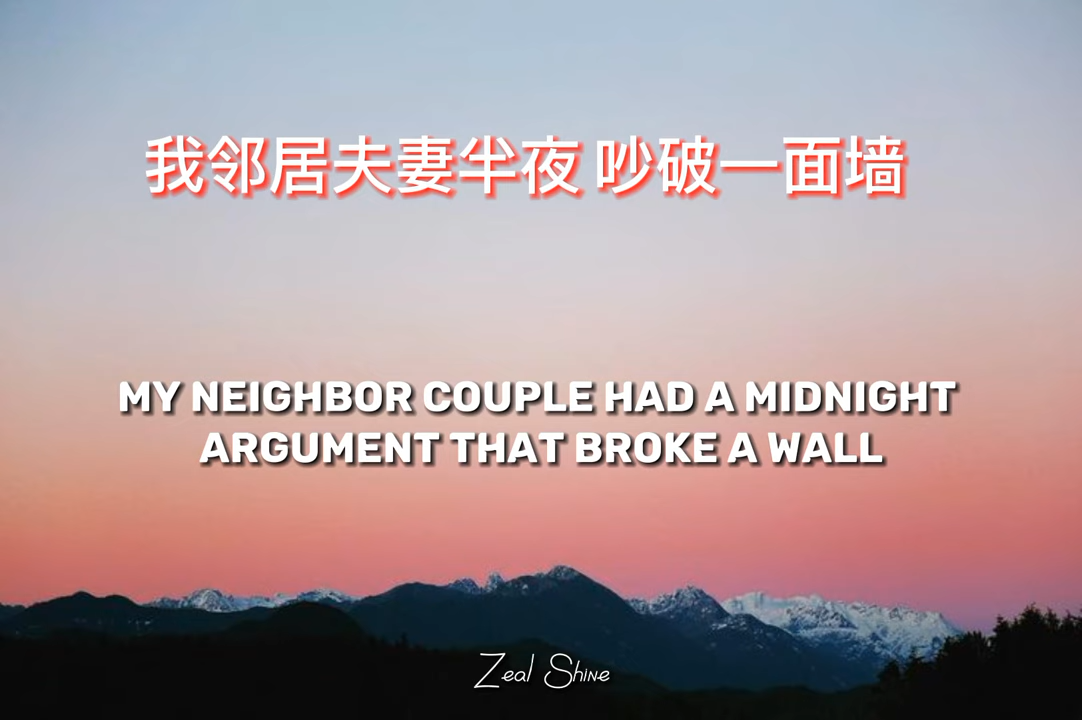 我邻居夫妻半夜 吵破一面墙
MY NEIGHBOR COUPLE HAD A MIDNIGHT
ARGUMENT THAT BROKE A WALL
Zeal Shine